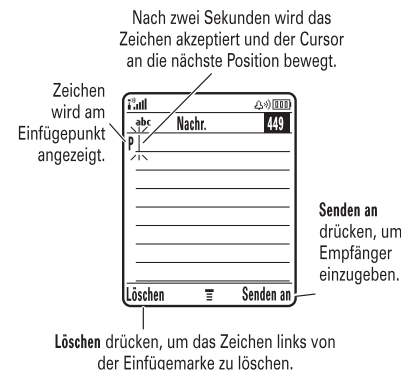 Nach zwei Sekunden wird das
Zeichen akzeptiert und der Cursor
an die nächste Position bewegt.
Zeichen
wird am
Einfügepunkt
angezeigt.
abc
Nachr.
449
P
Senden an
drücken, um
Empfänger
einzugeben.
Löschen
Senden an
Löschen drücken, um das Zeichen links von
der Einfügemarke zu löschen.